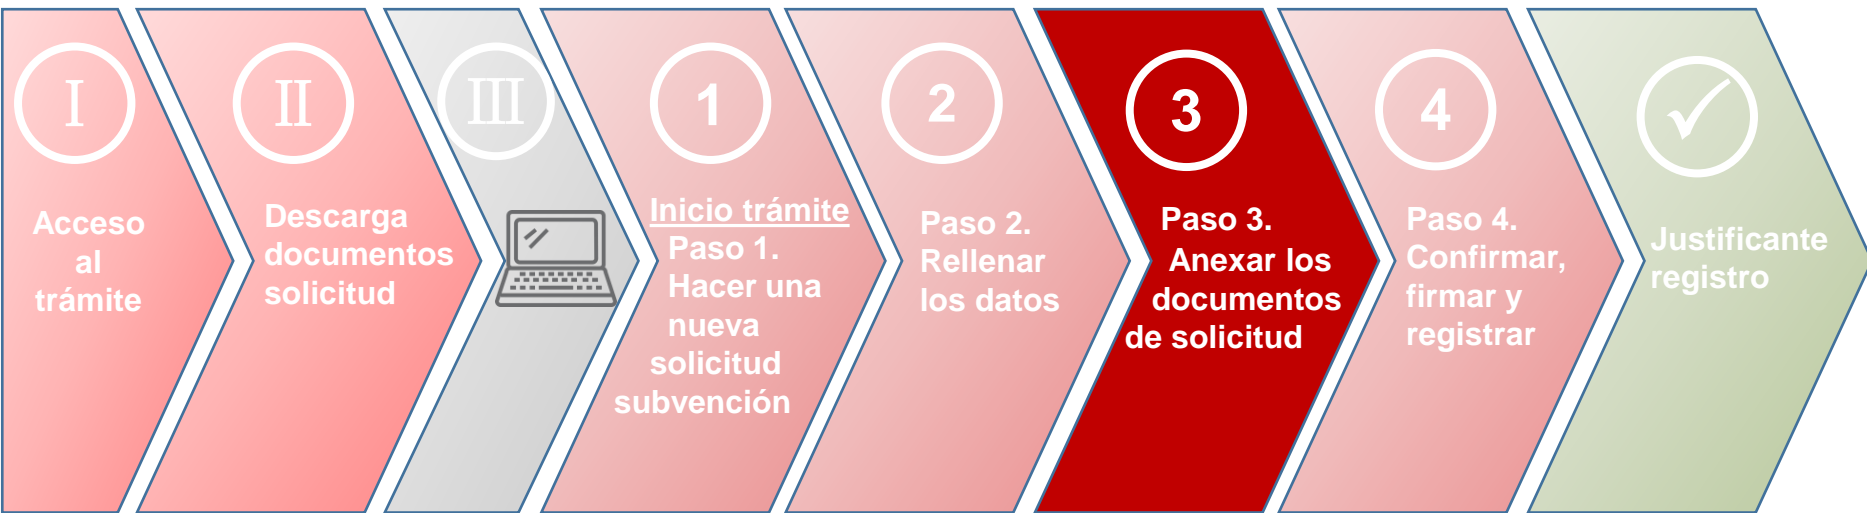 I
Acceso
al
trámite
II
Descarga
documentos
solicitud
III
1
Inicio trámite
Paso 1.
Hacer una
nueva
solicitud
subvención
2
Paso 2.
Rellenar
los datos
3
Paso 3.
Anexar los
documentos
de solicitud
4
Paso 4.
Confirmar,
firmar y
registrar
Justificante
registro